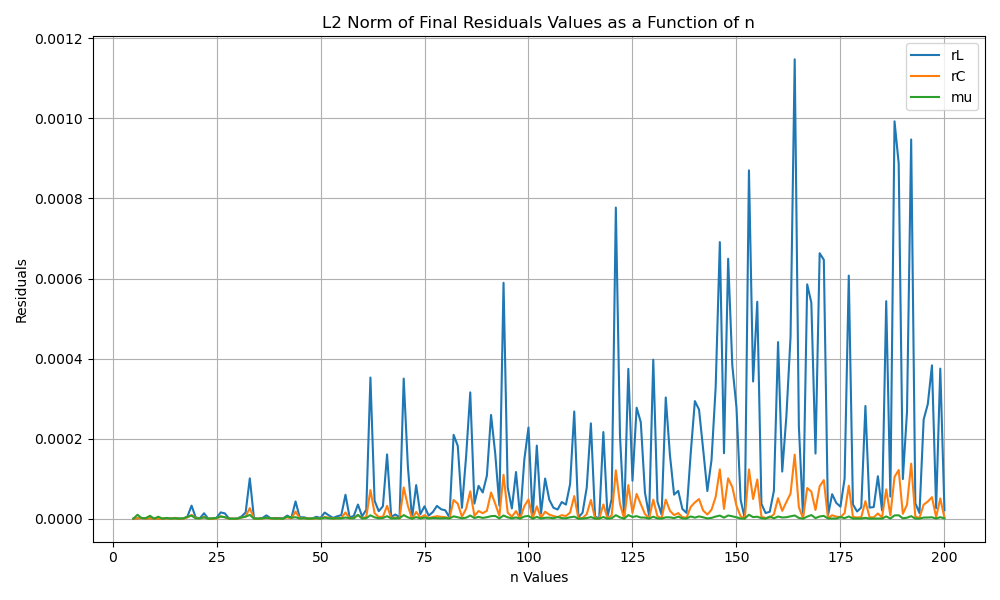 L2 Norm of Final Residuals Values as a Function of n
rL
rC
mu
Residuals
0.0012
0.0010
0.0008
0.0006
0.0004
0.0002
0.0000
0 25 50 75 100 125 150 175 200
n Values